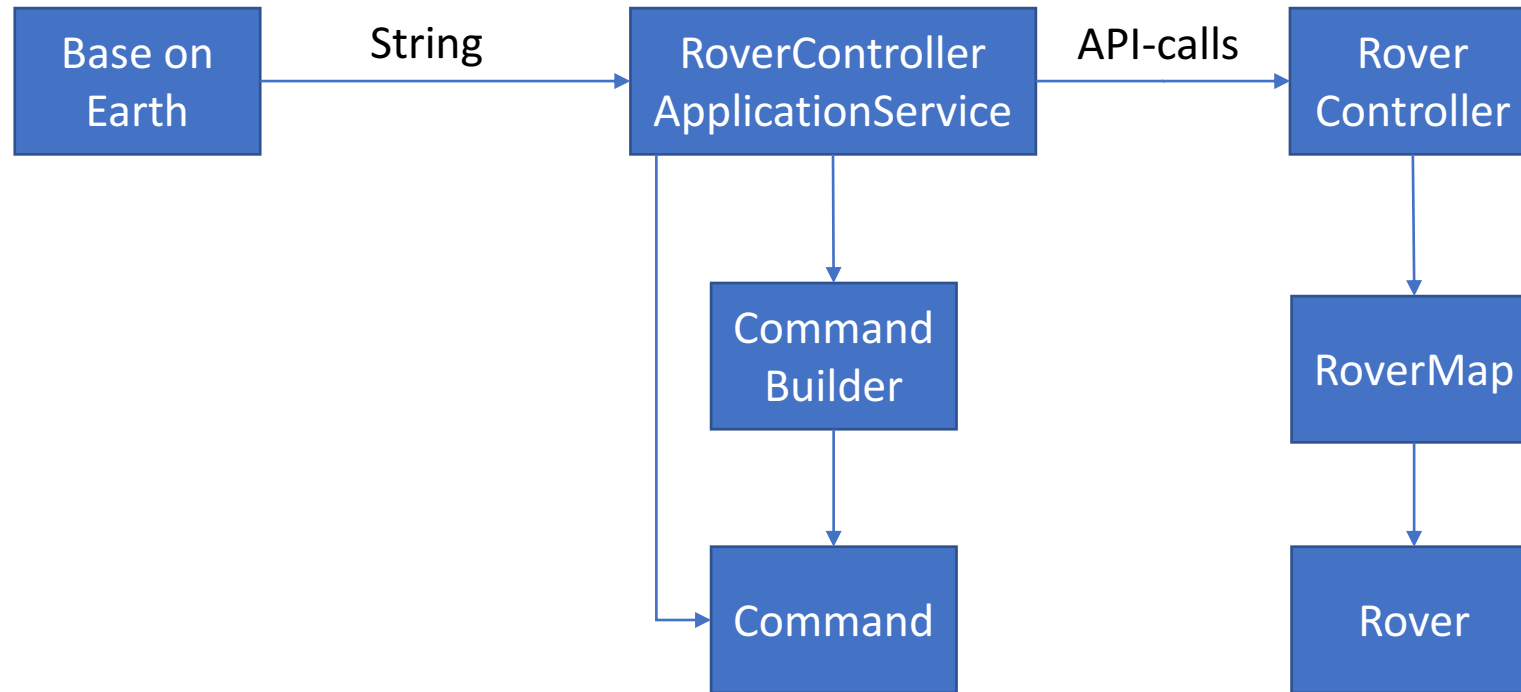 Base on
Earth
String
RoverController
ApplicationService
API-calls
Rover
Controller
Command
Builder
RoverMap
Command
Rover